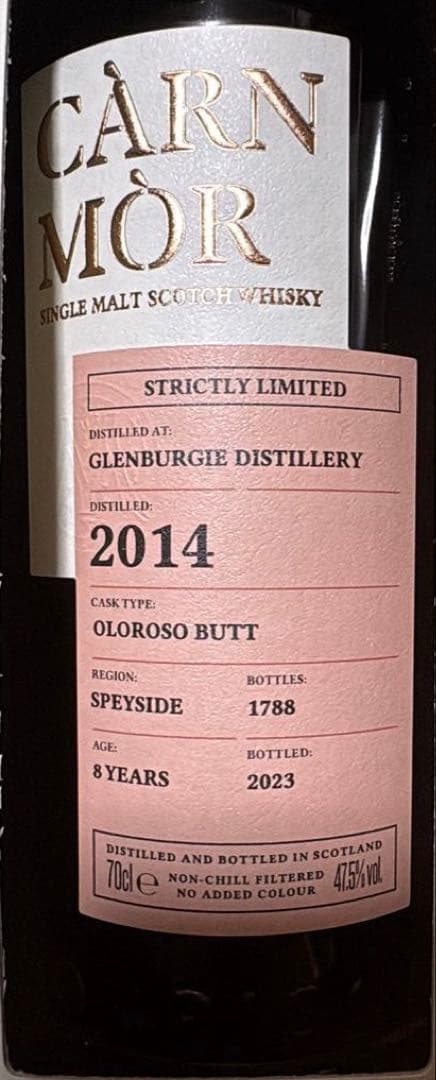 CÀRN
MÒR
SINGLE MALT SCOTCH WHISKY
STRICTLY LIMITED
DISTILLED AT:
GLENBURGIE DISTILLERY
DISTILLED:
2014
CASK TYPE:
OLOROSO BUTT
REGION:
SPEYSIDE
BOTTLES:
1788
AGE:
8 YEARS
BOTTLED:
2023
DISTILLED AND BOTTLED IN SCOTLAND
70cl ℮
NON-CHILL FILTERED
NO ADDED COLOUR
47.5% vol.